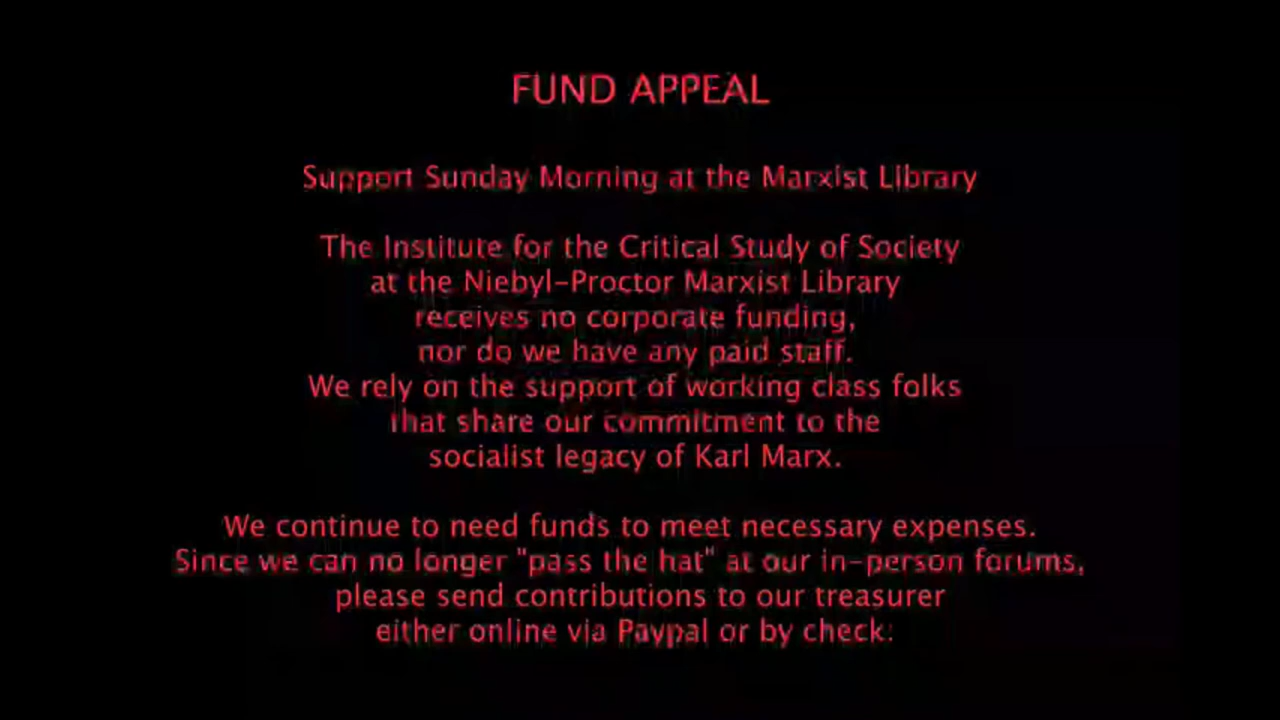 FUND APPEAL
Support Sunday Morning at the Marxist Library
The Institute for the Critical Study of Society
at the Niebyl-Proctor Marxist Library
receives no corporate funding,
nor do we have any paid staff.
We rely on the support of working class folks
that share our commitment to the
socialist legacy of Karl Marx.
We continue to need funds to meet necessary expenses.
Since we can no longer "pass the hat" at our in-person forums,
please send contributions to our treasurer
either online via Paypal or by check: